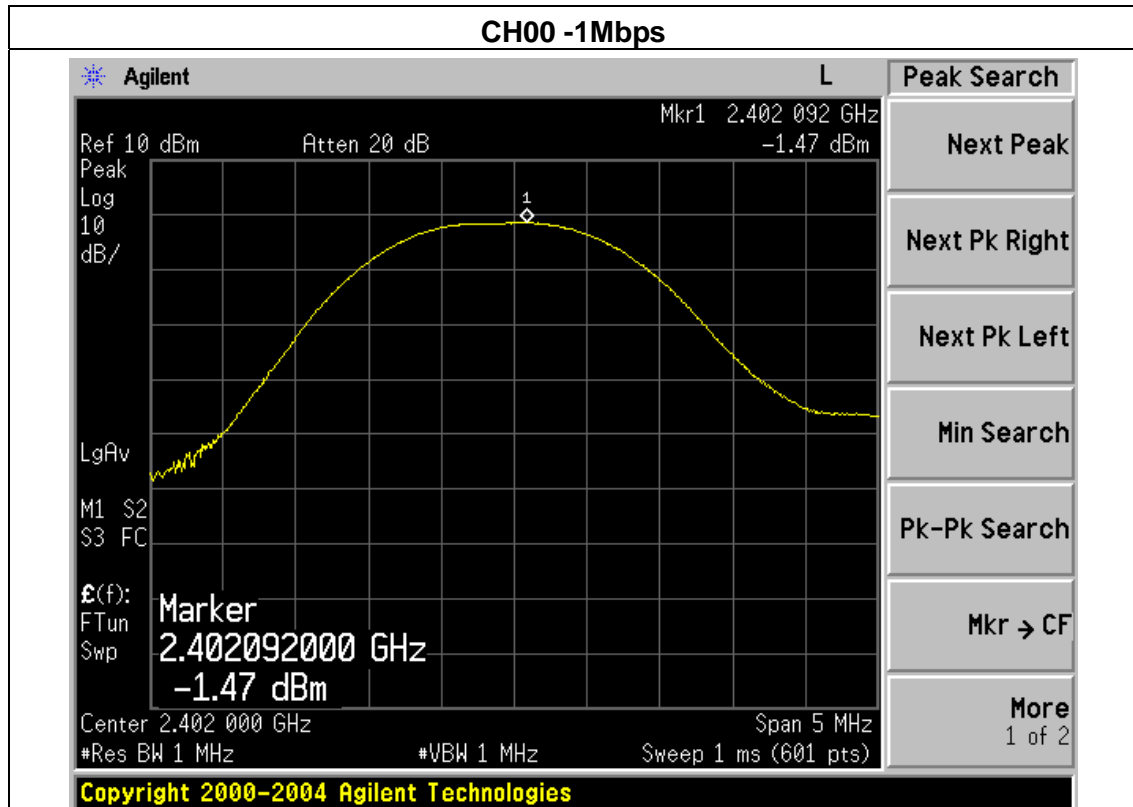 CH00 -1Mbps
Agilent L Peak Search
Mkr1 2.402 092 GHz
Ref 10 dBm Atten 20 dB -1.47 dBm
Peak
Log
10
dB/
1
LgAv
M1 S2
S3 FC
£(f):
FTun
Swp
Marker
2.402092000 GHz
-1.47 dBm
Center 2.402 000 GHz Span 5 MHz
#Res BW 1 MHz #VBW 1 MHz Sweep 1 ms (601 pts)
Copyright 2000-2004 Agilent Technologies
Next Peak
Next Pk Right
Next Pk Left
Min Search
Pk-Pk Search
Mkr → CF
More
1 of 2